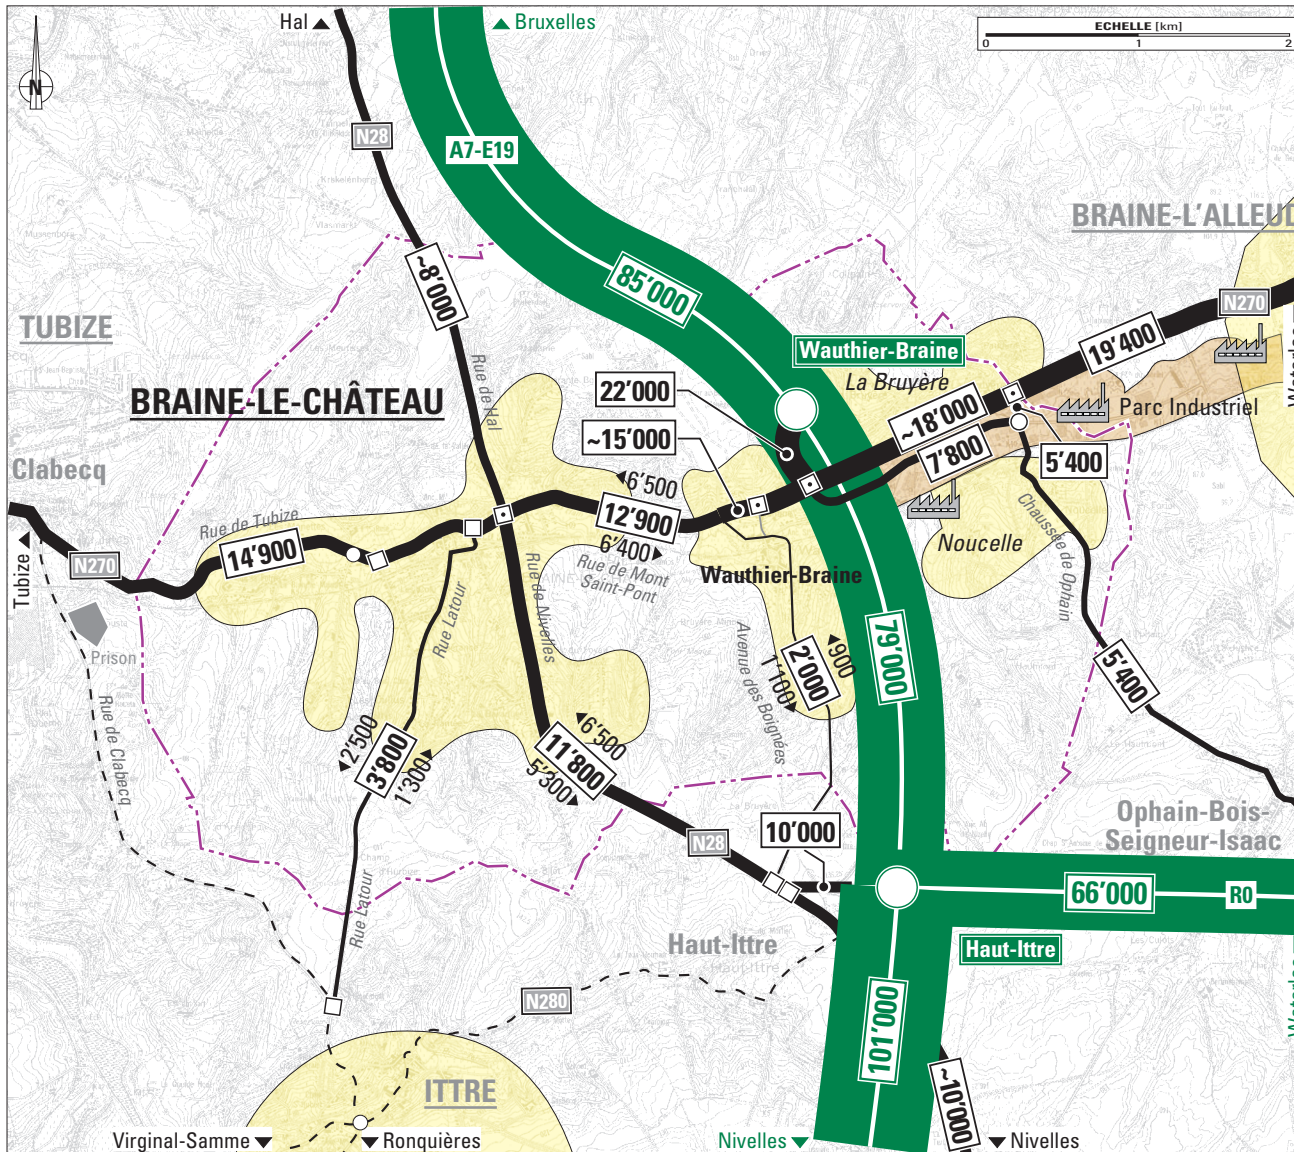 Hal ▲
▲ Bruxelles
ECHELLE [km]
0 1 2
N
N28
A7-E19
BRAINE-L'ALLEUD
~8'000
85'000
N270
TUBIZE
19'400
Wauthier-Braine
La Bruyère
Rue de Hal
22'000
BRAINE-LE-CHÂTEAU
~18'000
Parc Industriel
~15'000
7'800
5'400
Clabecq
◄6'500
12'900
6'400►
Rue de Tubize
14'900
Chaussée de Ophain
Noucelle
Tubize ▲
N270
Rue de Mont
Saint-Pont
Wauthier-Braine
Rue de Nivelles
Rue Latour
Prison
79'000
◄900
2'000
1'100►
Avenue des Boignées
5'400
Rue de Clabecq
◄2'500
3'800
1'300►
◄6'500
11'800
5'300►
Ophain-Bois-
Seigneur-Isaac
10'000
N28
66'000
R0
Rue Latour
Haut-Ittre
Haut-Ittre
Haut-Ittre
N280
101'000
ITTRE
~10'000
Virginal-Samme ▼
▼ Ronquières
Nivelles ▼
▼ Nivelles